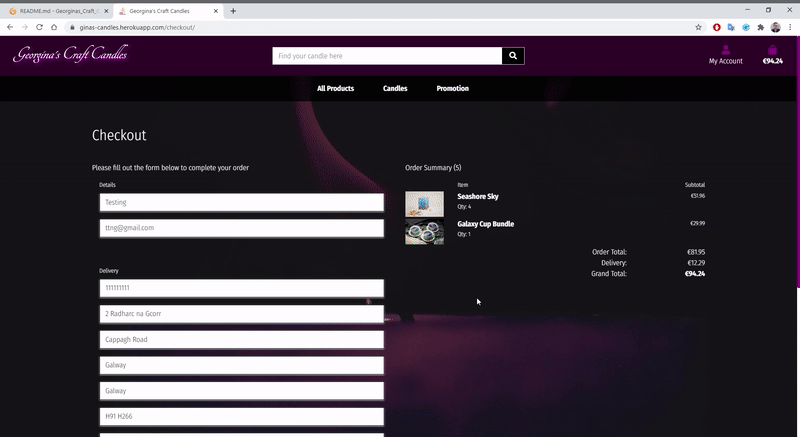 README.md - Georginas_Craft_C
Georgina's Craft Candles
ginas-candles.herokuapp.com/checkout/
Georgina's Craft Candles
Find your candle here
My Account
€94.24
All Products
Candles
Promotion
Checkout
Please fill out the form below to complete your order
Details
Testing
ttng@gmail.com
Delivery
111111111
2 Radharc na Gcorr
Cappagh Road
Galway
Galway
H91 H266
Order Summary (5)
Item Subtotal
Seashore Sky €51.96
Qty: 4
Galaxy Cup Bundle €29.99
Qty: 1
Order Total: €81.95
Delivery: €12.29
Grand Total: €94.24